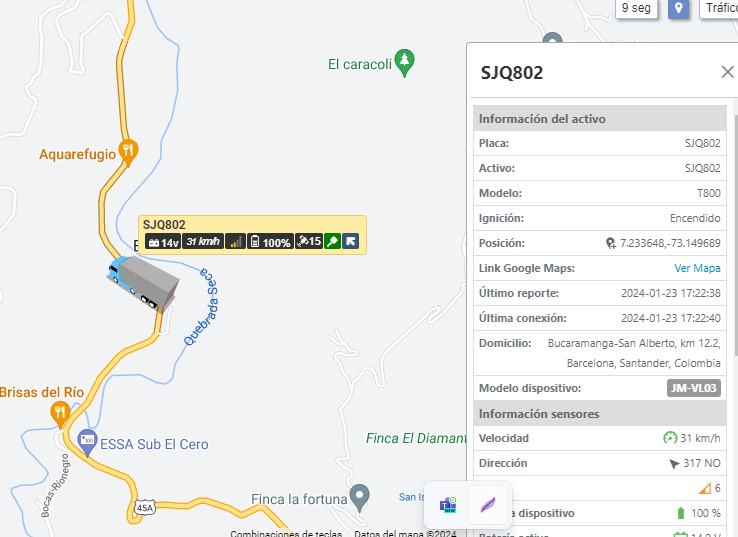 9 seg
Tráfico
El caracoli
Aquarefugio
SJQ802
14v 31 km/h 100% 15
Quebrada Seca
Brisas del Río
ESSA Sub El Cero
Bocas-Rionegro
45A
Finca El Diamant
Finca la fortuna
San Is
Combinaciones de teclas Datos del mapa ©2024
SJQ802
Información del activo
Placa: SJQ802
Activo: SJQ802
Modelo: T800
Ignición: Encendido
Posición: 7.233648,-73.149689
Link Google Maps: Ver Mapa
Último reporte: 2024-01-23 17:22:38
Última conexión: 2024-01-23 17:22:40
Domicilio: Bucaramanga-San Alberto, km 12.2,
Barcelona, Santander, Colombia
Modelo dispositivo: JM-VL03
Información sensores
Velocidad 31 km/h
Dirección 317 NO
6
dispositivo 100 %